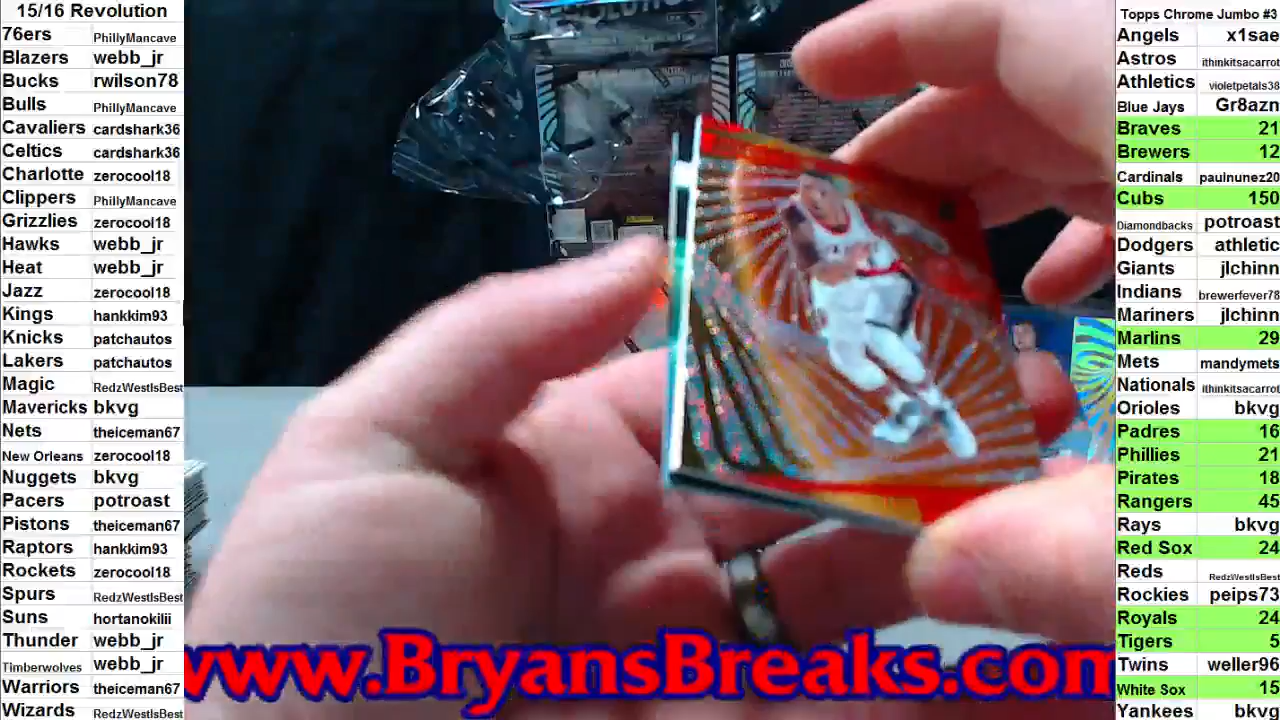 15/16 Revolution
76ers PhillyMancave
Blazers webb_jr
Bucks rwilson78
Bulls PhillyMancave
Cavaliers cardshark36
Celtics cardshark36
Charlotte zerocool18
Clippers PhillyMancave
Grizzlies zerocool18
Hawks webb_jr
Heat webb_jr
Jazz zerocool18
Kings hankkim93
Knicks patchautos
Lakers patchautos
Magic RedzWestIsBest
Mavericks bkvg
Nets theiceman67
New Orleans zerocool18
Nuggets bkvg
Pacers potroast
Pistons theiceman67
Raptors hankkim93
Rockets zerocool18
Spurs RedzWestIsBest
Suns hortanokilii
Thunder webb_jr
Timberwolves webb_jr
Warriors theiceman67
Wizards RedzWestIsBest
www.BryansBreaks.com
Topps Chrome Jumbo #3
Angels x1sae
Astros ithinkitsacarrot
Athletics violetpetals38
Blue Jays Gr8azn
Braves 21
Brewers 12
Cardinals paulnunez20
Cubs 150
Diamondbacks potroast
Dodgers athletic
Giants jlchinn
Indians brewerfever78
Mariners jlchinn
Marlins 29
Mets mandymets
Nationals ithinkitsacarrot
Orioles bkvg
Padres 16
Phillies 21
Pirates 18
Rangers 45
Rays bkvg
Red Sox 24
Reds RedzWestIsBest
Rockies peips73
Royals 24
Tigers 5
Twins weller96
White Sox 15
Yankees bkvg